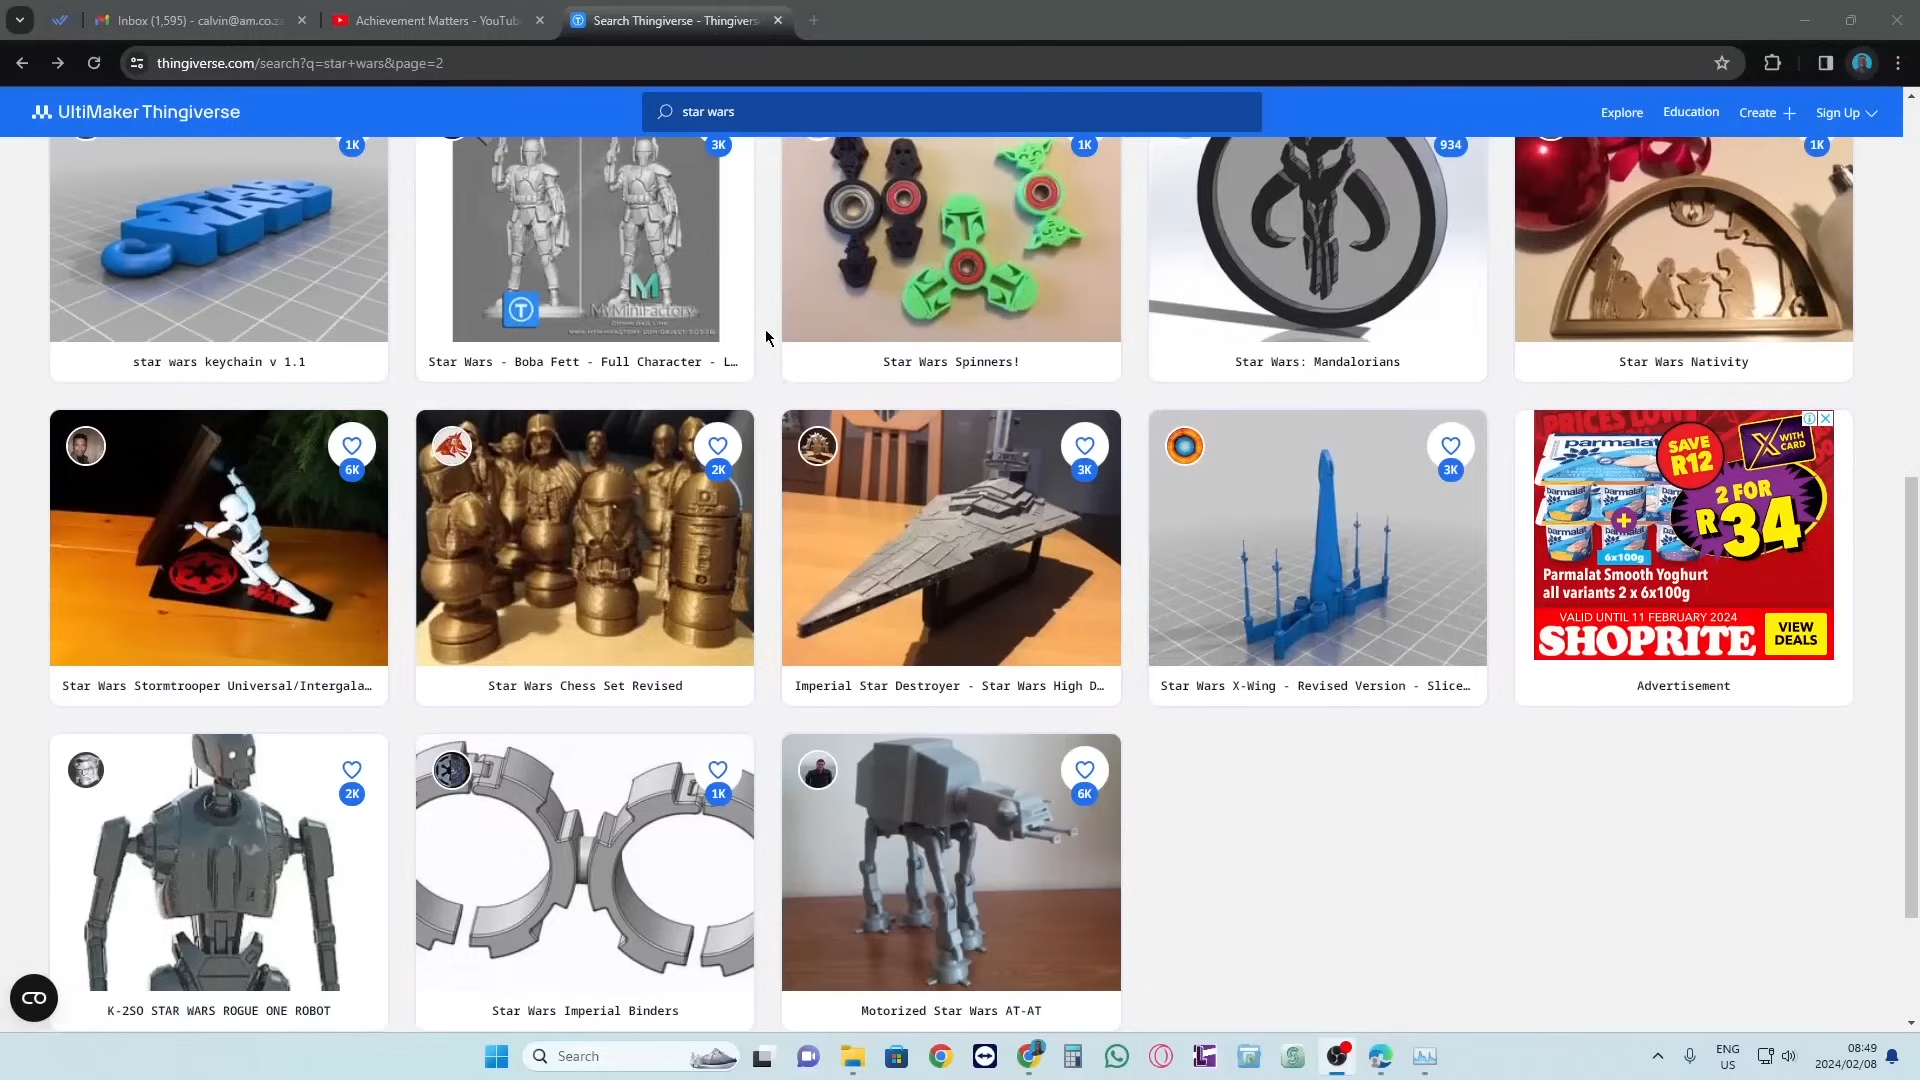 Inbox (1,595) - calvin@am.co.za
Achievement Matters - YouTub
Search Thingiverse - Thingivers
thingiverse.com/search?q=star+wars&page=2
UltiMaker Thingiverse
star wars
Explore
Education
Create
Sign Up
1K
3K
1K
934
1K
MyMiniFactory
star wars keychain v 1.1
Star Wars - Boba Fett - Full Character - L...
Star Wars Spinners!
Star Wars: Mandalorians
Star Wars Nativity
6K
2K
3K
3K
PRICES
parmalat
SAVE
R12
X WITH
CARD
2 FOR
R34
6x100g
Parmalat Smooth Yoghurt
all variants 2 x 6x100g
VALID UNTIL 11 FEBRUARY 2024
SHOPRITE
VIEW
DEALS
Star Wars Stormtrooper Universal/Intergala...
Star Wars Chess Set Revised
Imperial Star Destroyer - Star Wars High D...
Star Wars X-Wing - Revised Version - Slice...
Advertisement
2K
1K
6K
K-2SO STAR WARS ROGUE ONE ROBOT
Star Wars Imperial Binders
Motorized Star Wars AT-AT
Search
ENG
US
08:49
2024/02/08